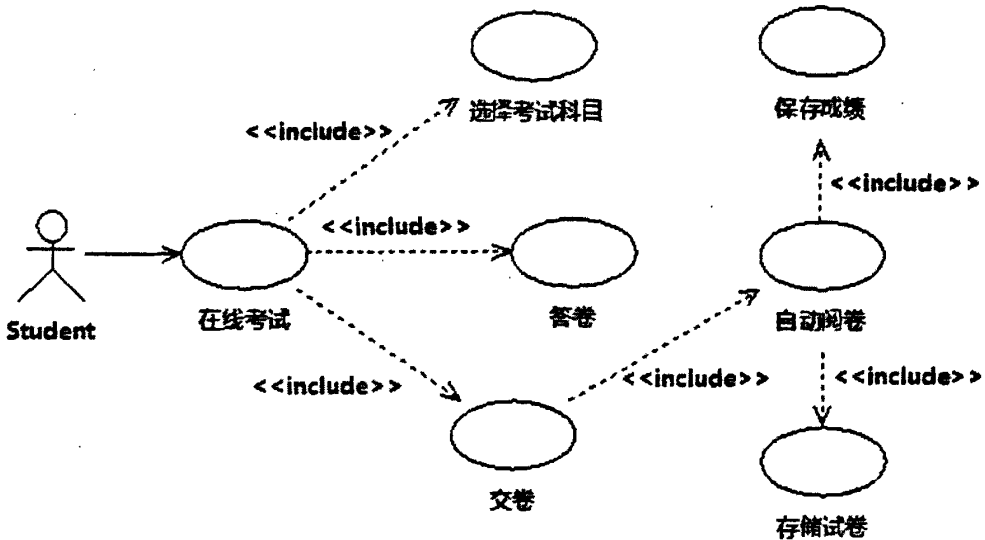 选择考试科目
保存成绩
<<include>>
<<include>>
<<include>>
Student
在线考试
答卷
自动阅卷
<<include>>
<<include>>
<<include>>
交卷
存储试卷